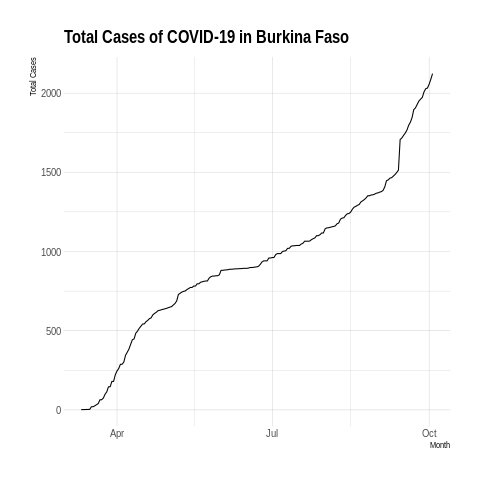 Total Cases of COVID-19 in Burkina Faso
Total Cases
2000
1500
1000
500
0
Apr Jul Oct
Month